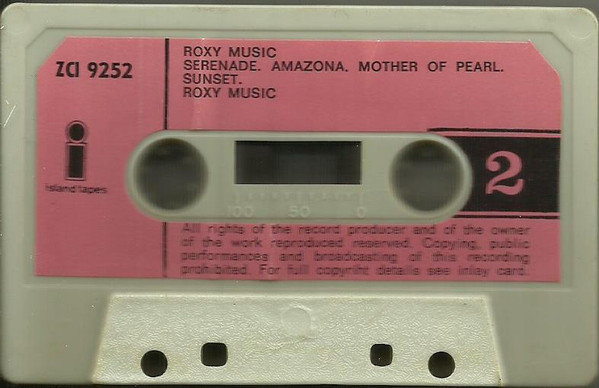 ZCI 9252
ROXY MUSIC
SERENADE. AMAZONA. MOTHER OF PEARL.
SUNSET.
ROXY MUSIC
i
island tapes
2
100 50 0
All rights of the record producer and of the owner
of the work reproduced reserved. Copying, public
performances and broadcasting of this recording
prohibited. For full copyriht details see inlay card.